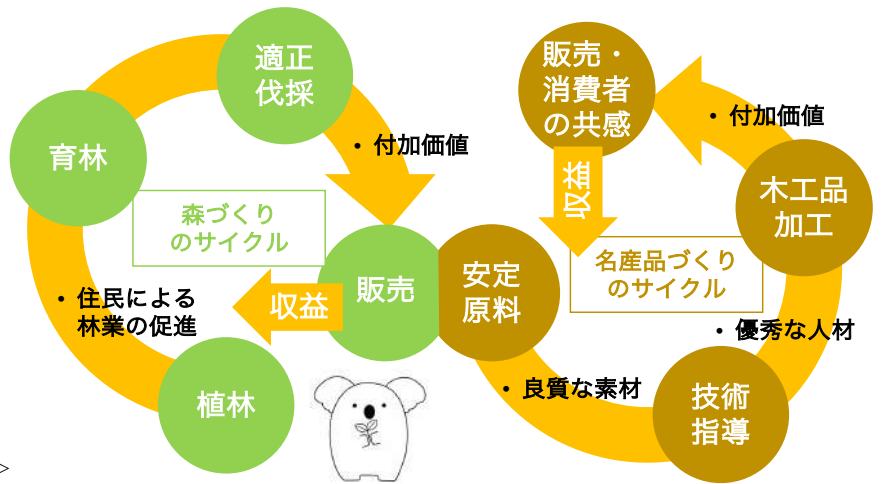 適正
伐採
・付加価値
育林
森づくり
のサイクル
販売
収益
・住民による
林業の促進
植林
販売・
消費者
の共感
・付加価値
収益
木工品
加工
名産品づくり
のサイクル
安定
原料
・優秀な人材
・良質な素材
技術
指導
>